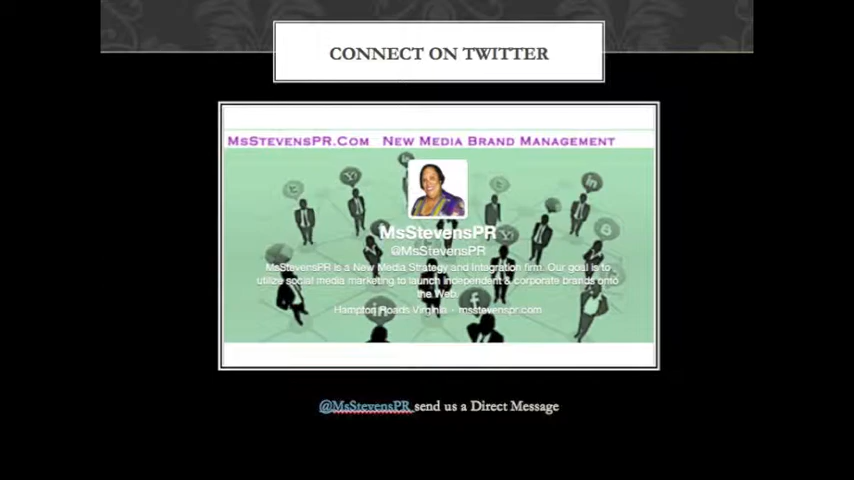 CONNECT ON TWITTER
MSSTEVENSPR.COM NEW MEDIA BRAND MANAGEMENT
MsStevensPR
@MsStevensPR
MsStevensPR is a New Media Strategy and Integration firm. Our goal is to
utilize social media marketing to launch independent & corporate brands onto
the Web.
Hampton Roads Virginia - msstevenspr.com
@MsStevensPR send us a Direct Message